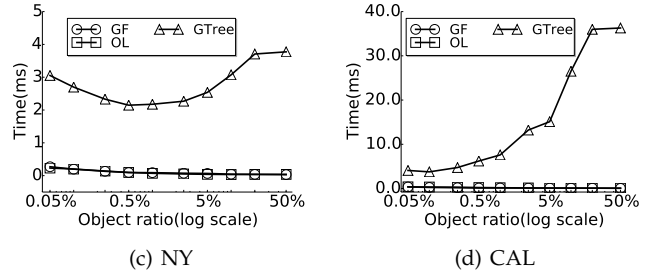 GF GTree
OL
Time(ms)
5
4
3
2
1
0
0.05% 0.5% 5% 50%
Object ratio(log scale)
(c) NY
GF GTree
OL
Time(ms)
40.0
30.0
20.0
10.0
0.0
0.05% 0.5% 5% 50%
Object ratio(log scale)
(d) CAL